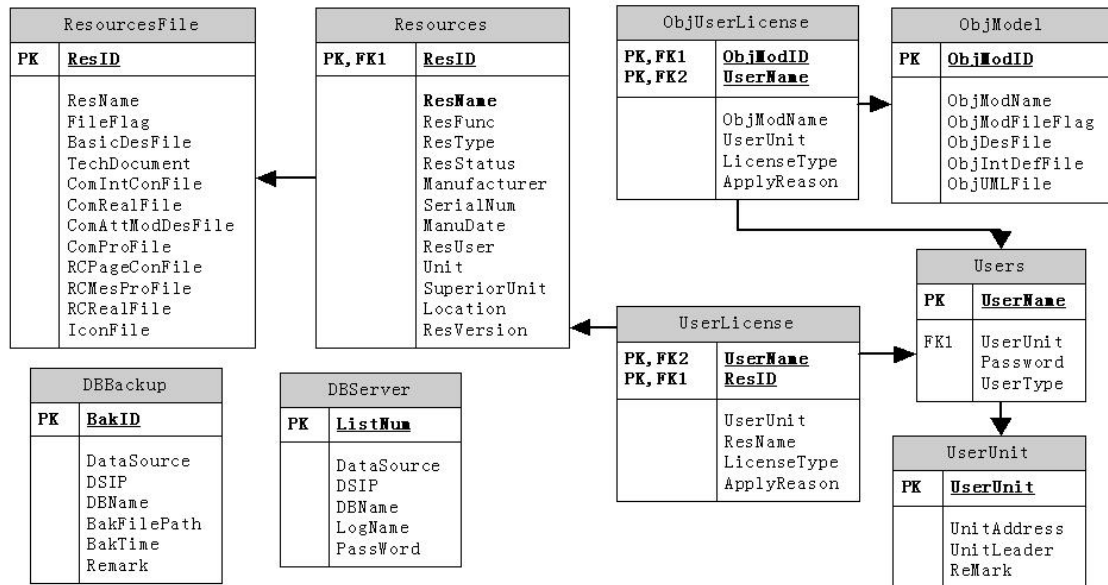 ResourcesFile
PK ResID
ResName
FileFlag
BasicDesFile
TechDocument
ComIntConFile
ComRealFile
ComAttModDesFile
ComProFile
RCPageConFile
RCMesProFile
RCRealFile
IconFile
Resources
PK,FK1 ResID
ResName
ResFunc
ResType
ResStatus
Manufacturer
SerialNum
ManuDate
ResUser
Unit
SuperiorUnit
Location
ResVersion
ObjUserLicense
PK,FK1 ObjModID
PK,FK2 UserName
ObjModName
UserUnit
LicenseType
ApplyReason
ObjModel
PK ObjModID
ObjModName
ObjModFileFlag
ObjDesFile
ObjIntDefFile
ObjUMLFile
Users
PK UserName
FK1 UserUnit
Password
UserType
UserLicense
PK,FK2 UserName
PK,FK1 ResID
UserUnit
ResName
LicenseType
ApplyReason
DBBackup
PK BakID
DataSource
DSIP
DBName
BakFilePath
BakTime
Remark
DBServer
PK ListNum
DataSource
DSIP
DBName
LogName
PassWord
UserUnit
PK UserUnit
UnitAddress
UnitLeader
ReMark